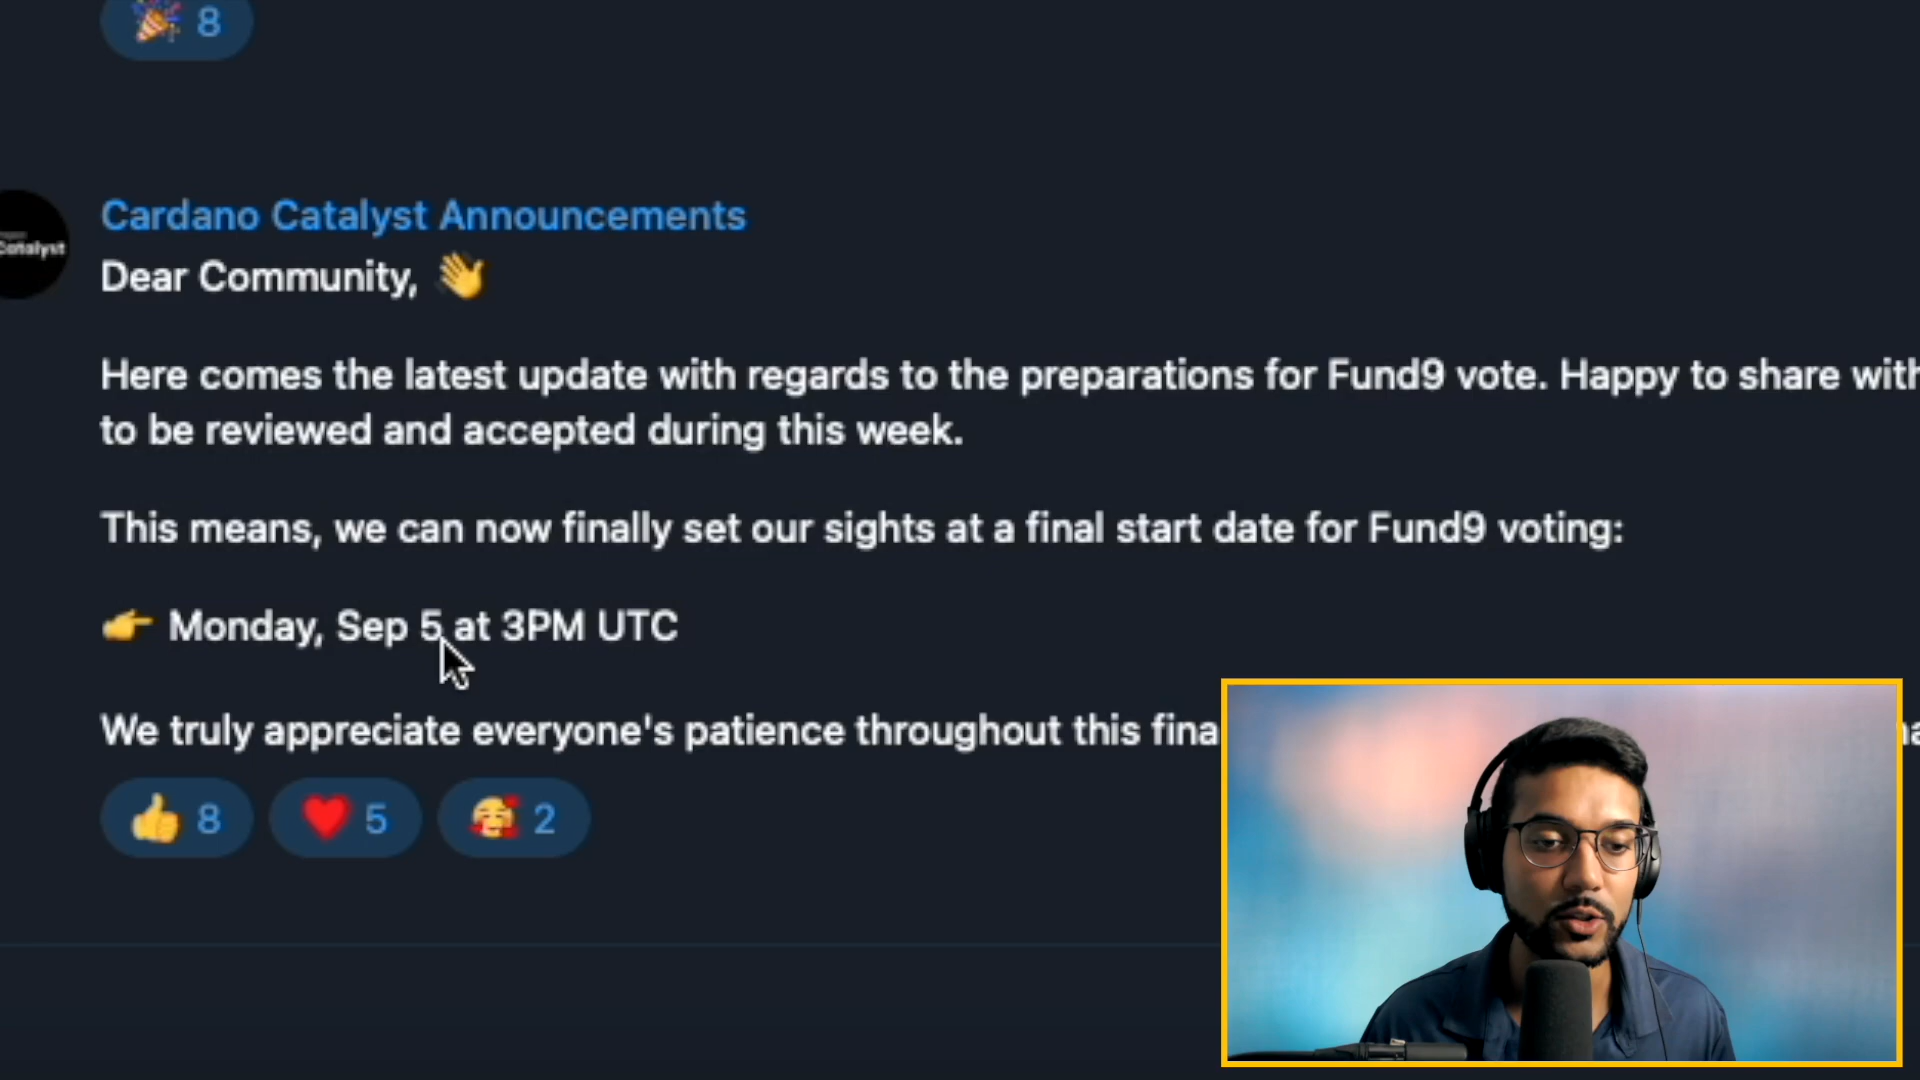 8
Cardano Catalyst Announcements
Catalyst
Dear Community, 👋
Here comes the latest update with regards to the preparations for Fund9 vote. Happy to share with
to be reviewed and accepted during this week.
This means, we can now finally set our sights at a final start date for Fund9 voting:
👉 Monday, Sep 5 at 3PM UTC
We truly appreciate everyone's patience throughout this fina
8 5 2